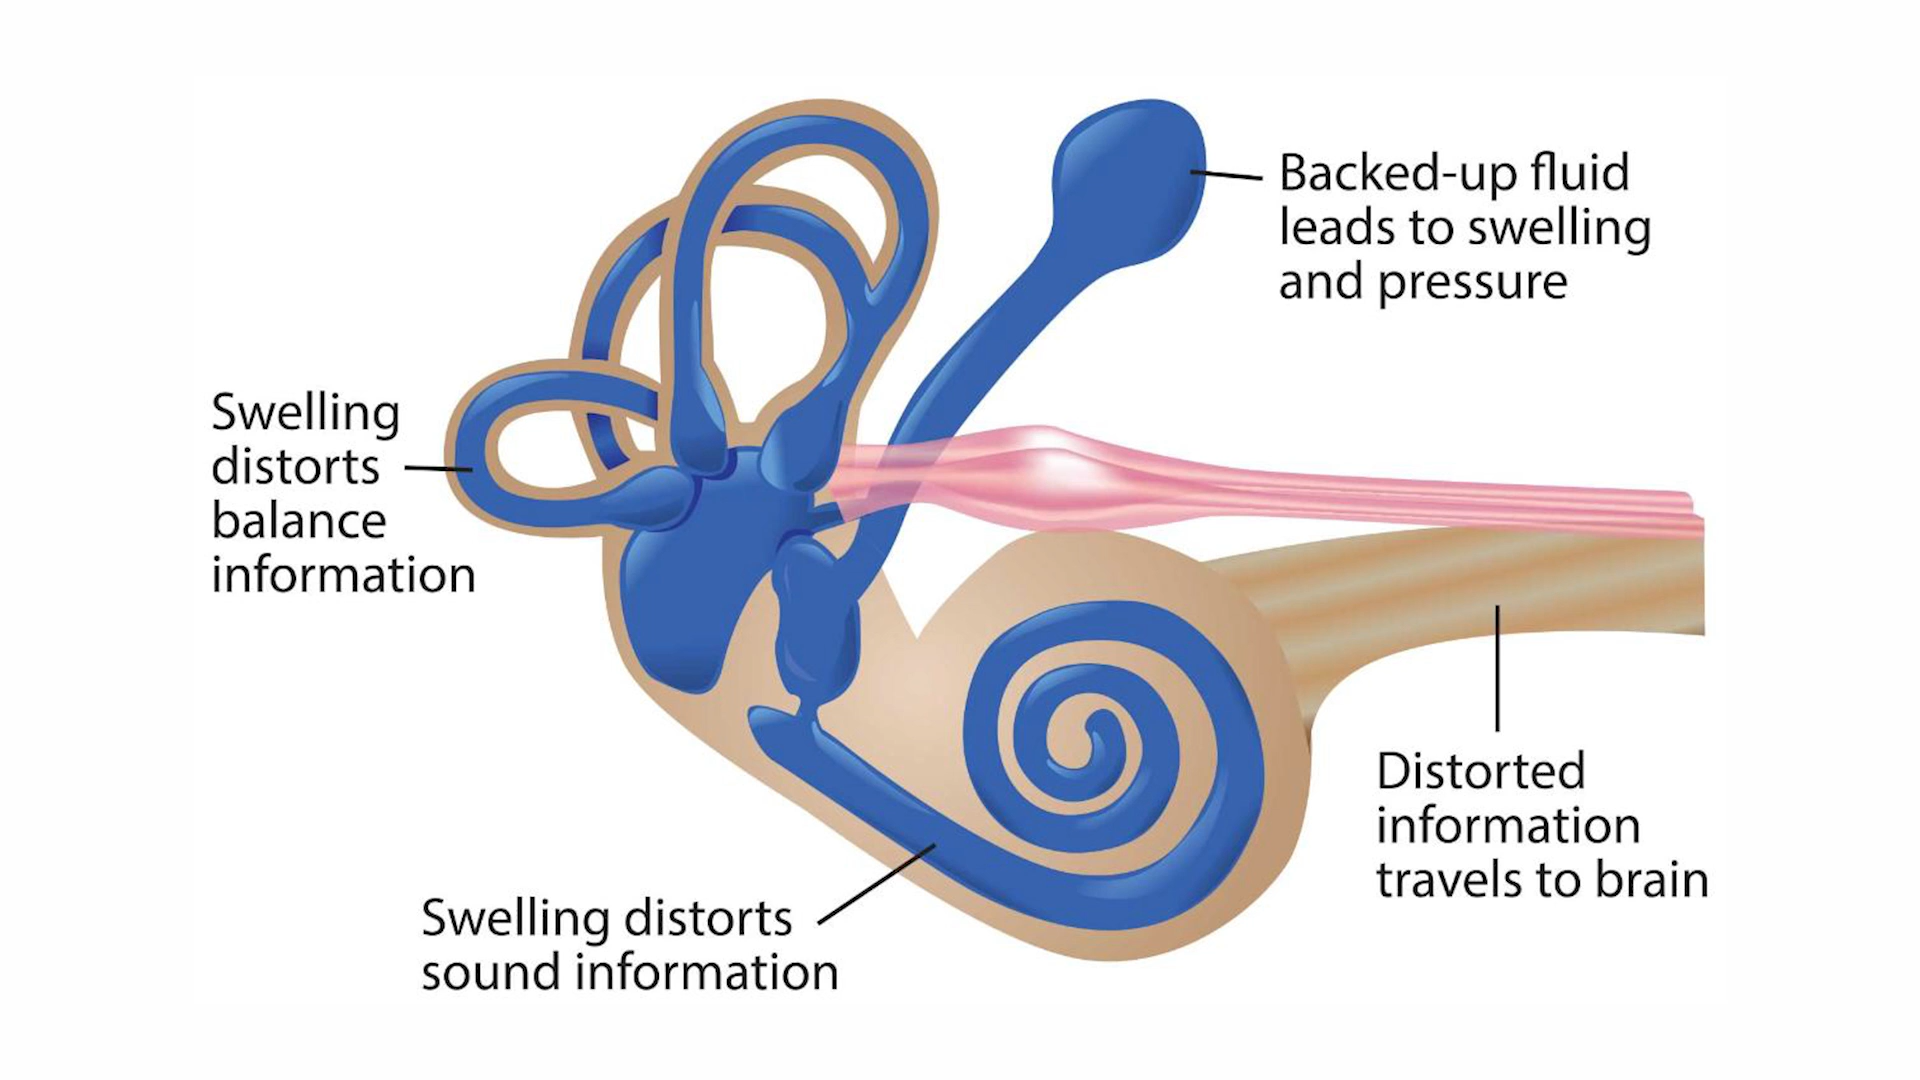 Backed-up fluid
leads to swelling
and pressure
Swelling
distorts
balance
information
Distorted
information
travels to brain
Swelling distorts
sound information